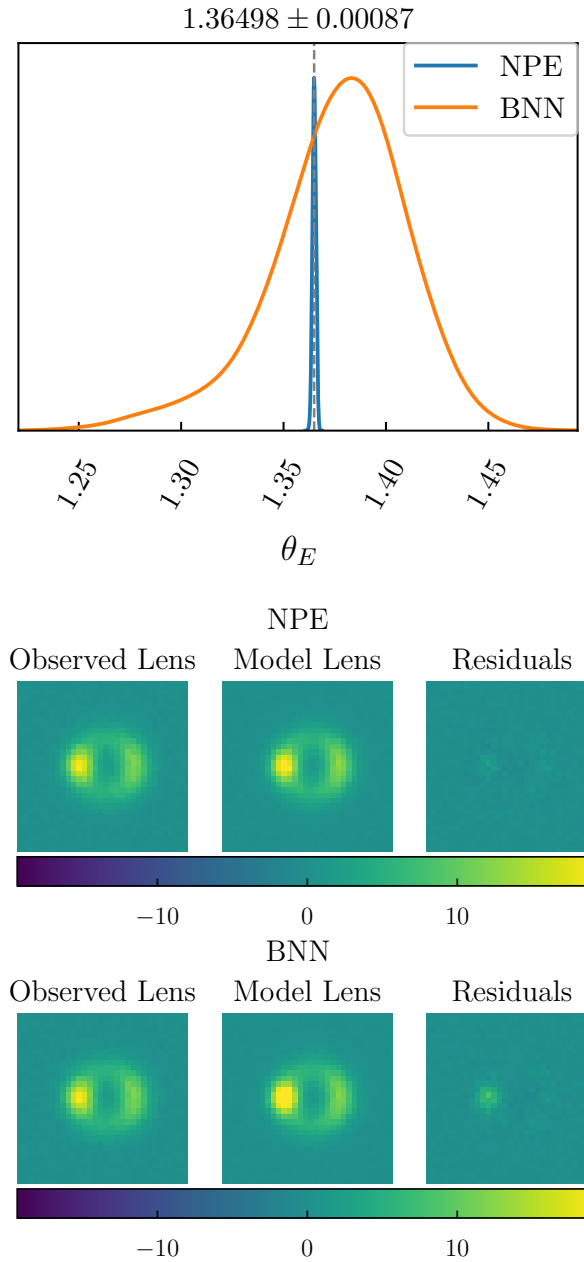 1.36498 ± 0.00087
NPE
BNN
1.25
1.30
1.35
1.40
1.45
θ_E
NPE
Observed Lens Model Lens Residuals
−10 0 10
BNN
Observed Lens Model Lens Residuals
−10 0 10